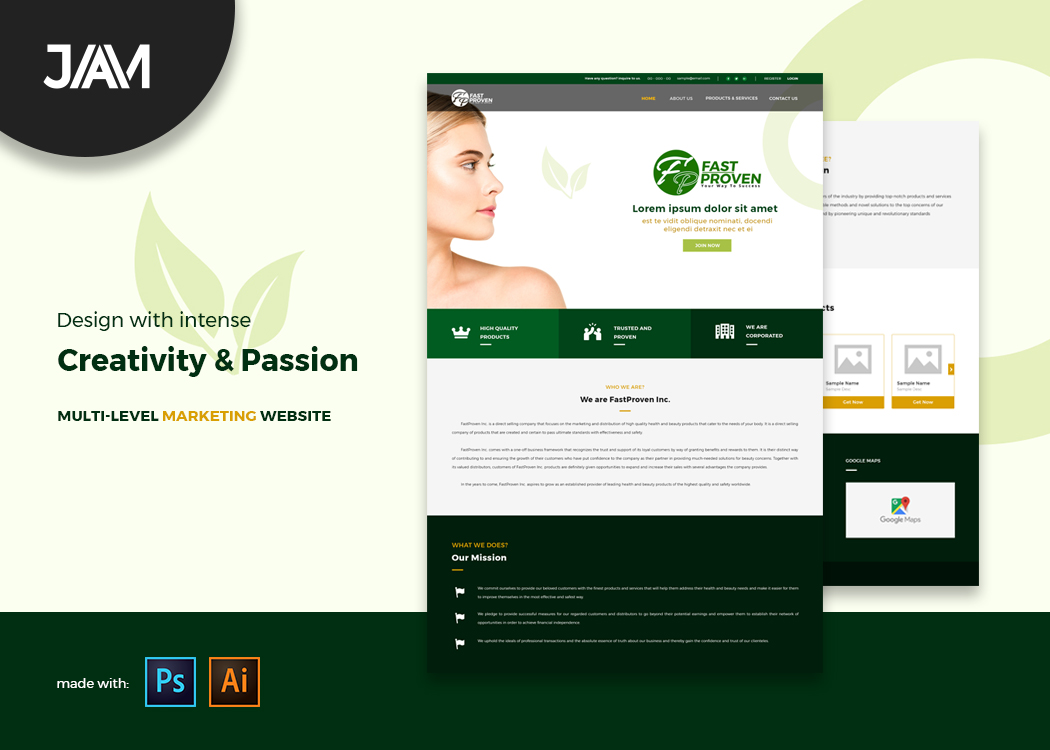 JAM
Design with intense
Creativity & Passion
MULTI-LEVEL MARKETING WEBSITE
made with:
Ps
Ai
Have any Question? Inquire to us
00 - 000 - 00
sample@email.com
REGISTER
LOGIN
FAST
PROVEN
HOME
ABOUT US
PRODUCTS & SERVICES
CONTACT US
FP
FAST
PROVEN
Your Way To Success
Lorem ipsum dolor sit amet
est te vidit oblique nominati, docendi
eligendi detraxit nec et ei
JOIN NOW
HIGH QUALITY
PRODUCTS
TRUSTED AND
PROVEN
WE ARE
CORPORATED
WHO WE ARE?
We are FastProven Inc.
FastProven Inc. is a direct selling company that focuses on the marketing and distribution of high quality health and beauty products that cater to the needs of your body. It is a direct selling
company of products that are created and certain to pass ultimate standards with effectiveness and safety.
FastProven Inc. comes with a one-off business framework that recognizes the trust and support of its loyal customers by way of granting benefits and rewards to them. It is their distinct way
of contributing to and ensuring the growth of their customers who have put confidence to the company as their partner in providing much-needed solutions for beauty concerns. Together with
its valued distribution, customers of FastProven Inc. products are definitely given opportunities to expand and increase their sales with several advantages the company provides.
In the years to come, FastProven Inc. aspires to grow as an established provider of leading health and beauty products of the highest quality and safety worldwide.
WHAT WE DOES?
Our Mission
We commit ourselves to provide our beloved customers with the finest products and services that will help them address their health and beauty needs and make it easier for them
to improve themselves in the most effective and safest way.
We pledge to provide successful measures for our regarded customers and distributors to go beyond their potential earnings and empower them to establish their network of
opportunities in order to achieve financial independence.
We uphold the ideals of professional transactions and the absolute essence of truth about our business and thereby gain the confidence and trust of our clienteles.
E?
n
s of the industry by providing top-notch products and services
le methods and novel solutions to the top concerns of our
nd by pioneering unique and revolutionary standards.
cts
Sample Name
Sample Desc
Get Now
Sample Name
Sample Desc
Get Now
GOOGLE MAPS
Google Maps